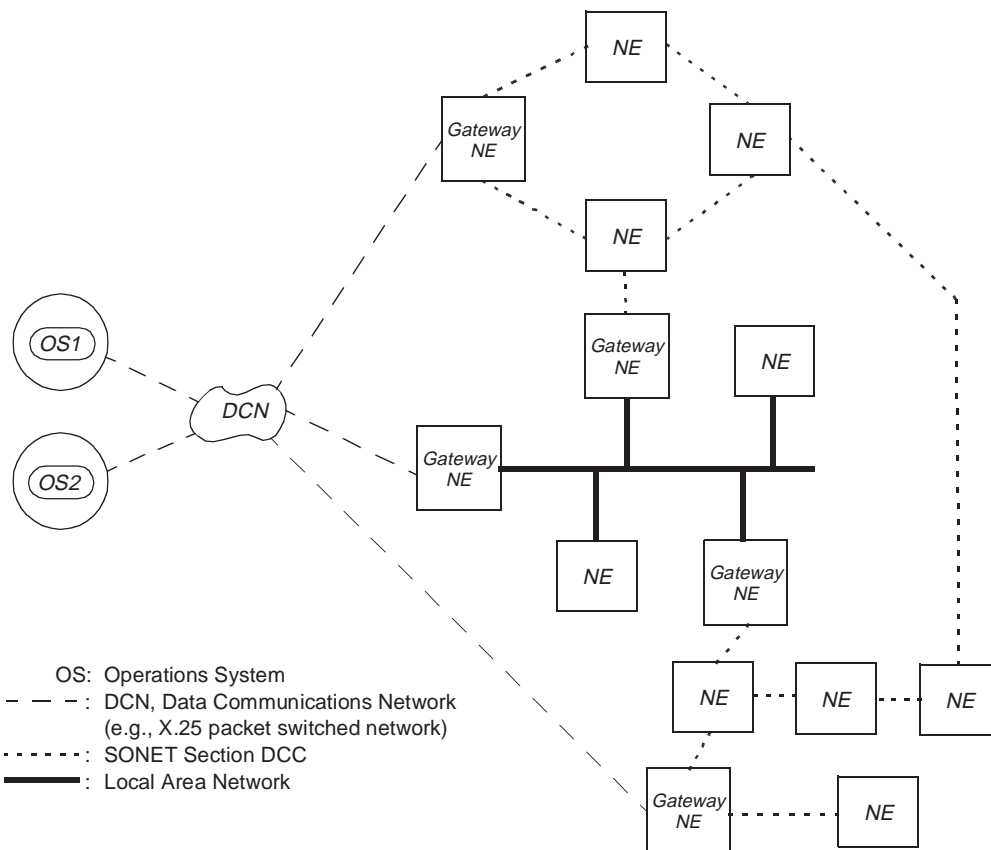 NE
Gateway
NE
NE
NE
Gateway
NE
NE
OS1
DCN
OS2
Gateway
NE
NE
Gateway
NE
NE
NE
NE
Gateway
NE
NE
OS: Operations System
: DCN, Data Communications Network
(e.g., X.25 packet switched network)
: SONET Section DCC
: Local Area Network